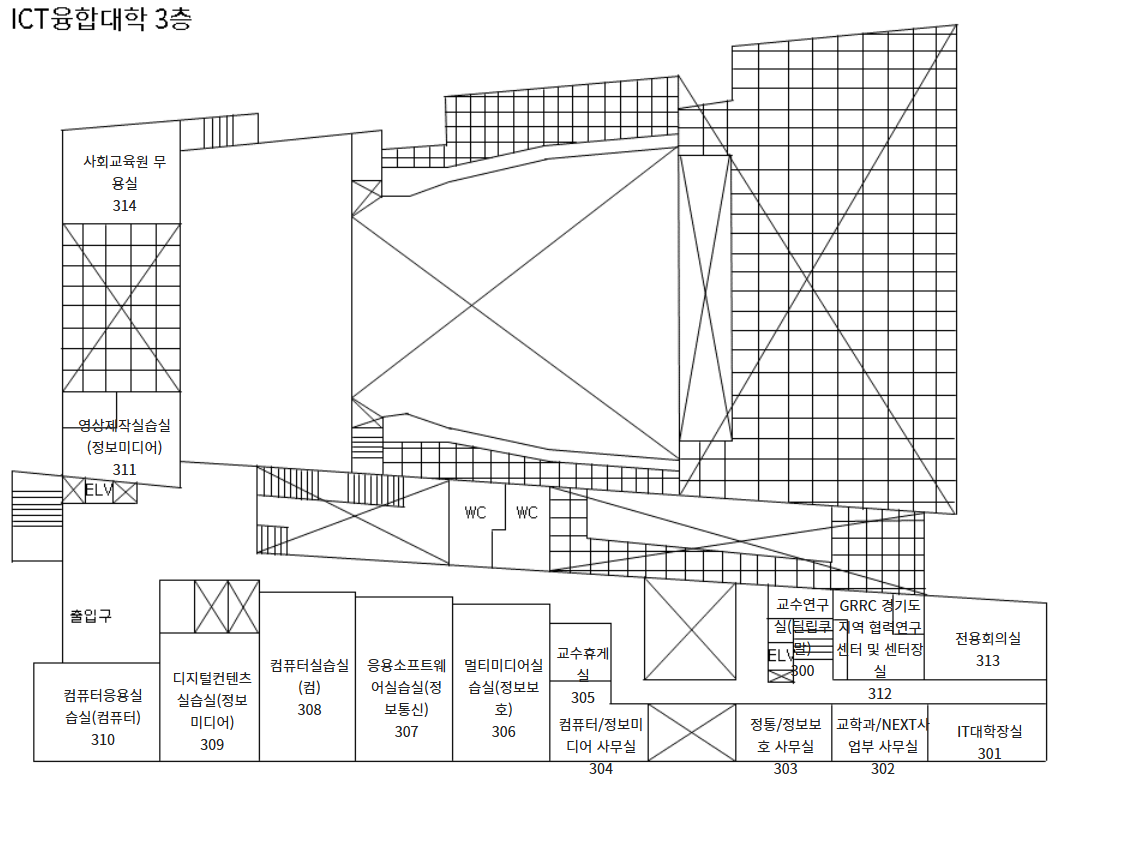 ICT융합대학 3층
사회교육원 무
용실
314
영상제작실습실
(정보미디어)
311
ELV
WC
WC
출입구
컴퓨터응용실
습실(컴퓨터)
310
디지털컨텐츠
실습실(정보
미디어)
309
컴퓨터실습실
(컴)
308
응용소프트웨
어실습실(정
보통신)
307
멀티미디어실
습실(정보보
호)
306
교수휴게
실
305
컴퓨터/정보미
디어 사무실
304
교수연구
실(딜립쿠
말)
300
ELV
GRRC 경기도
지역 협력연구
센터 및 센터장
실
312
전용회의실
313
정통/정보보
호 사무실
303
교학과/NEXT사
업부 사무실
302
IT대학장실
301